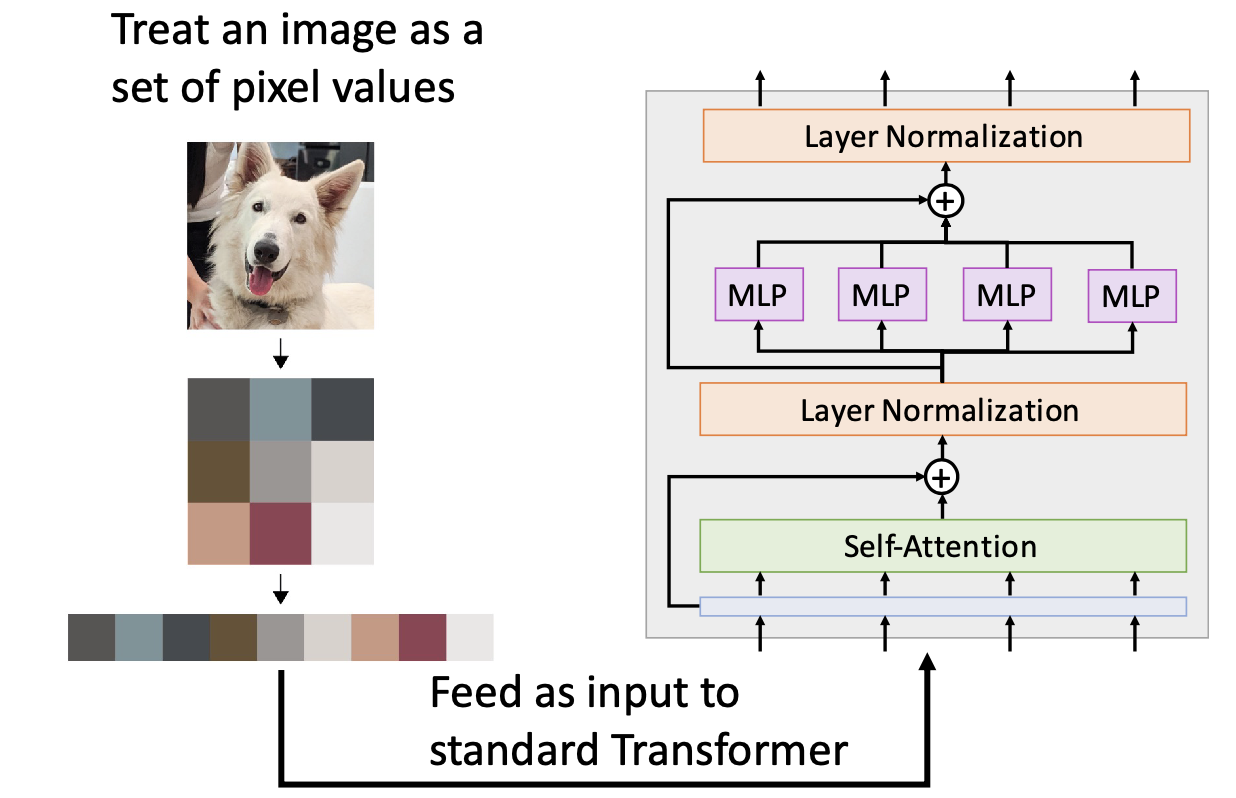 Treat an image as a
set of pixel values
Layer Normalization
+
MLP MLP MLP MLP
Layer Normalization
+
Self-Attention
Feed as input to
standard Transformer